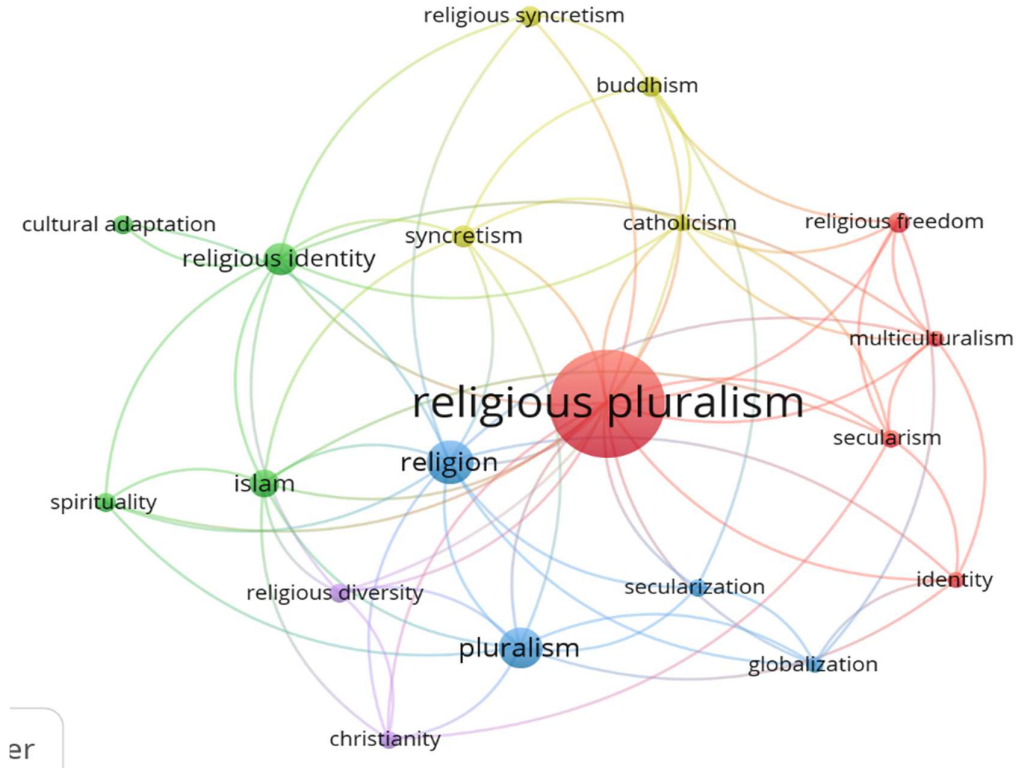 religious syncretism
buddhism
cultural adaptation
religious identity
syncretism
catholicism
religious freedom
multiculturalism
religious pluralism
secularism
religion
islam
spirituality
religious diversity
secularization
identity
pluralism
globalization
christianity
er